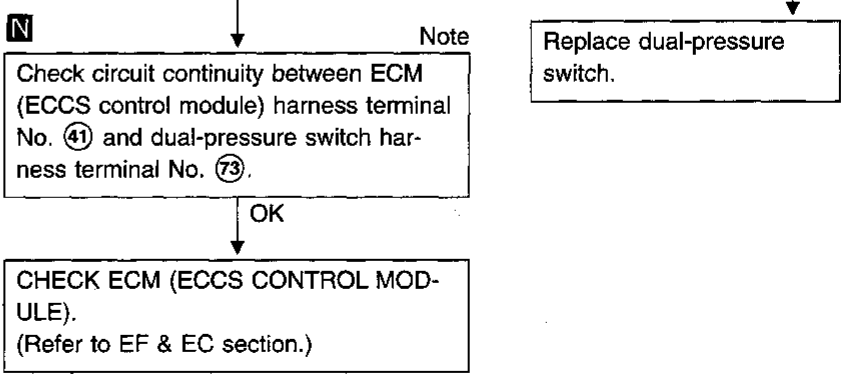 N
Note
Check circuit continuity between ECM
(ECCS control module) harness terminal
No. 41 and dual-pressure switch har-
ness terminal No. 73.
OK
CHECK ECM (ECCS CONTROL MOD-
ULE).
(Refer to EF & EC section.)
Replace dual-pressure
switch.